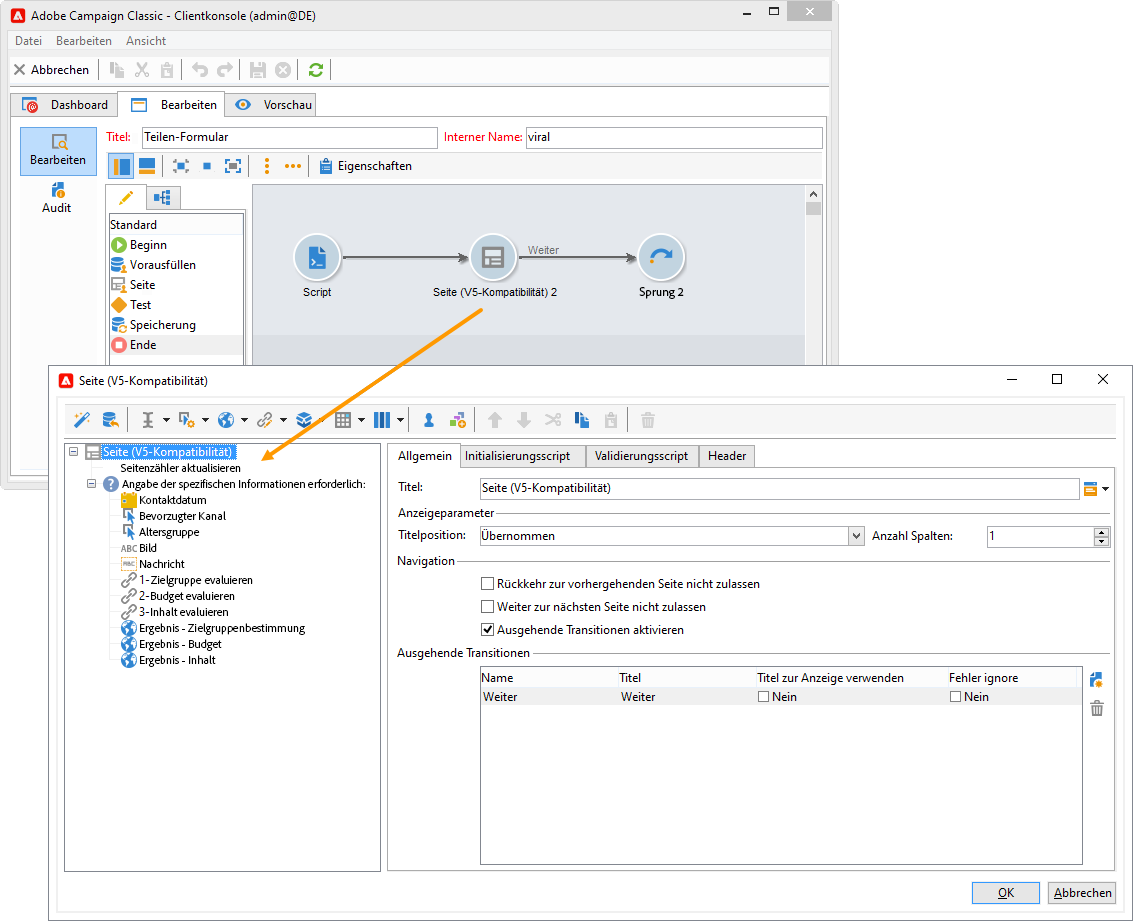 Adobe Campaign Classic - Clientkonsole (admin@DE)
Datei Bearbeiten Ansicht
Abbrechen
Dashboard Bearbeiten Vorschau
Bearbeiten
Audit
Titel: Teilen-Formular Interner Name: viral
Eigenschaften
Standard
Beginn
Vorausfüllen
Seite
Test
Speicherung
Ende
Weiter
Script Seite (V5-Kompatibilität) 2 Sprung 2
Seite (V5-Kompatibilität)
Seite (V5-Kompatibilität)
Seitenzähler aktualisieren
Angabe der spezifischen Informationen erforderlich:
Kontaktdatum
Bevorzugter Kanal
Altersgruppe
ABC Bild
Nachricht
1-Zielgruppe evaluieren
2-Budget evaluieren
3-Inhalt evaluieren
Ergebnis - Zielgruppenbestimmung
Ergebnis - Budget
Ergebnis - Inhalt
Allgemein Initialisierungsscript Validierungsscript Header
Titel: Seite (V5-Kompatibilität)
Anzeigeparameter
Titelposition: Übernommen Anzahl Spalten: 1
Navigation
Rückkehr zur vorhergehenden Seite nicht zulassen
Weiter zur nächsten Seite nicht zulassen
Ausgehende Transitionen aktivieren
Ausgehende Transitionen
Name Titel Titel zur Anzeige verwenden Fehler ignore
Weiter Weiter Nein Nein
OK Abbrechen